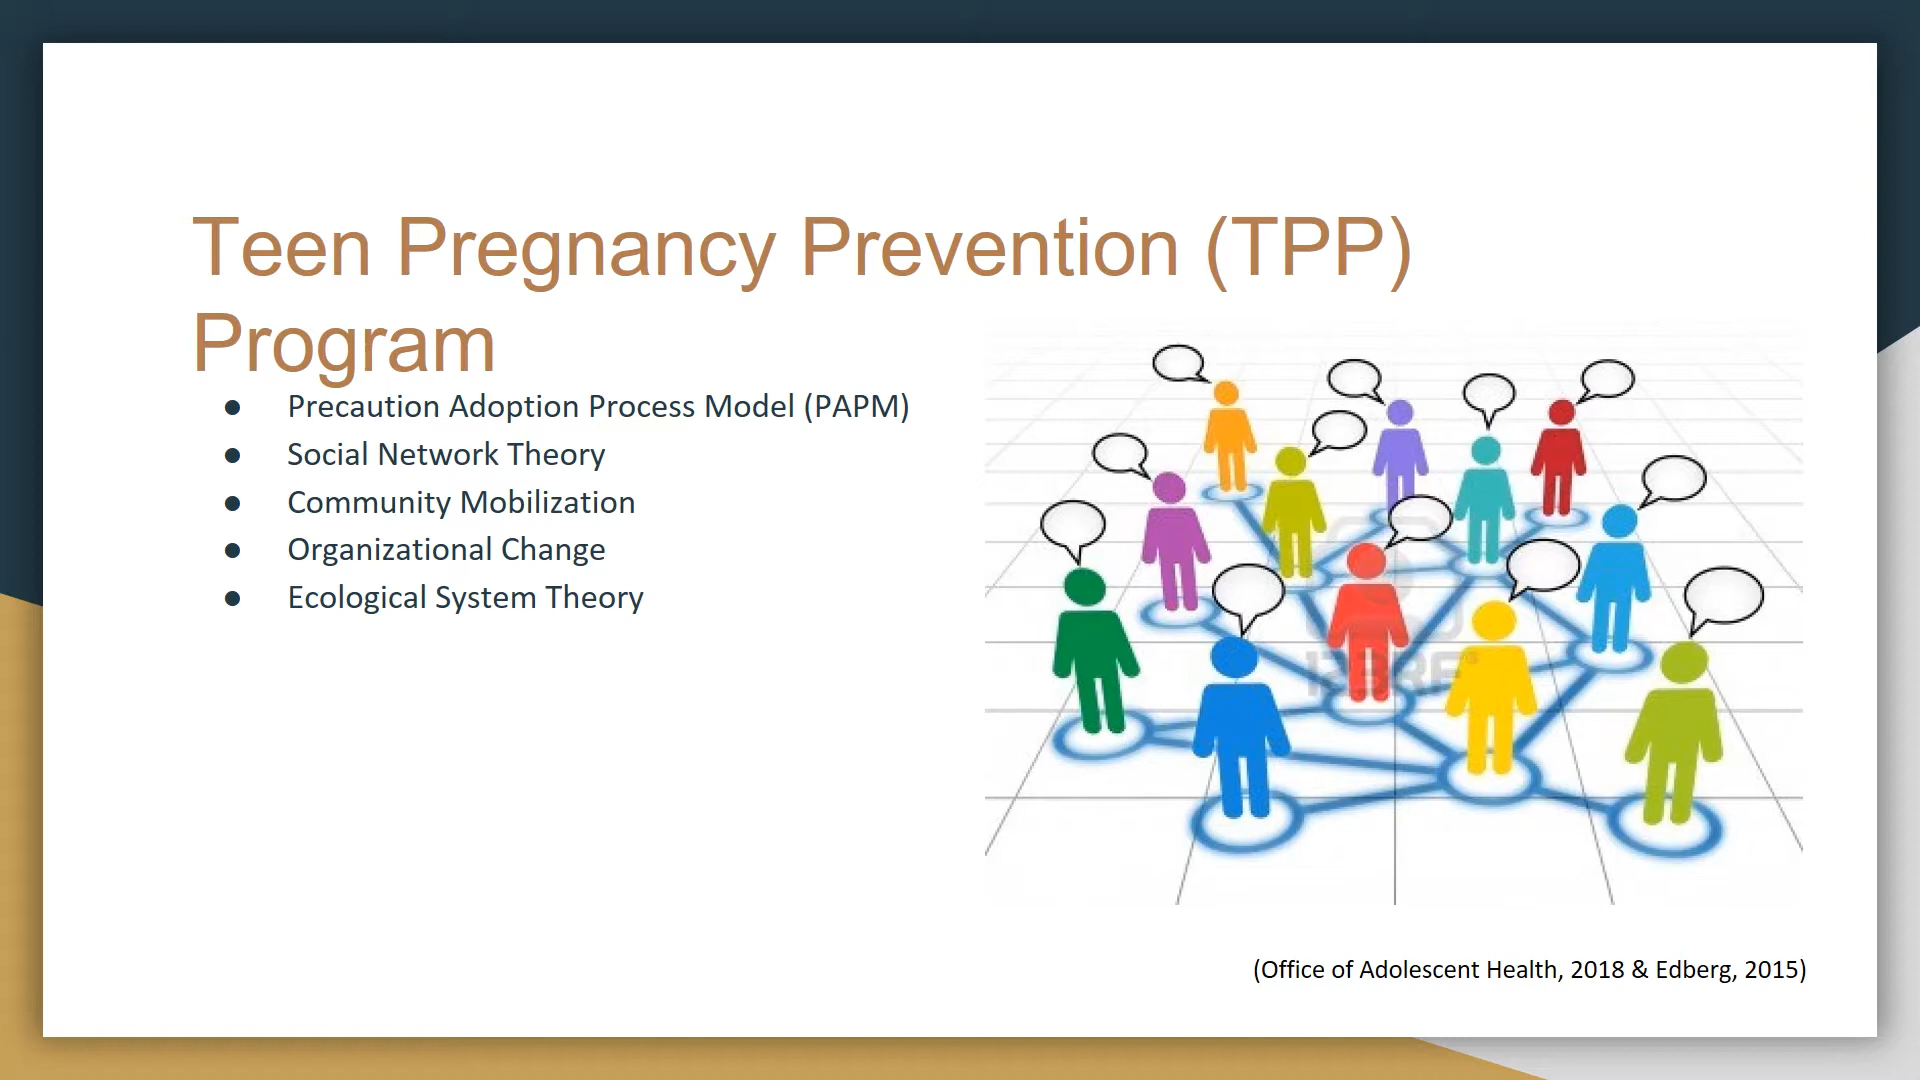 Teen Pregnancy Prevention (TPP)
Program
● Precaution Adoption Process Model (PAPM)
● Social Network Theory
● Community Mobilization
● Organizational Change
● Ecological System Theory
123RF®
(Office of Adolescent Health, 2018 & Edberg, 2015)